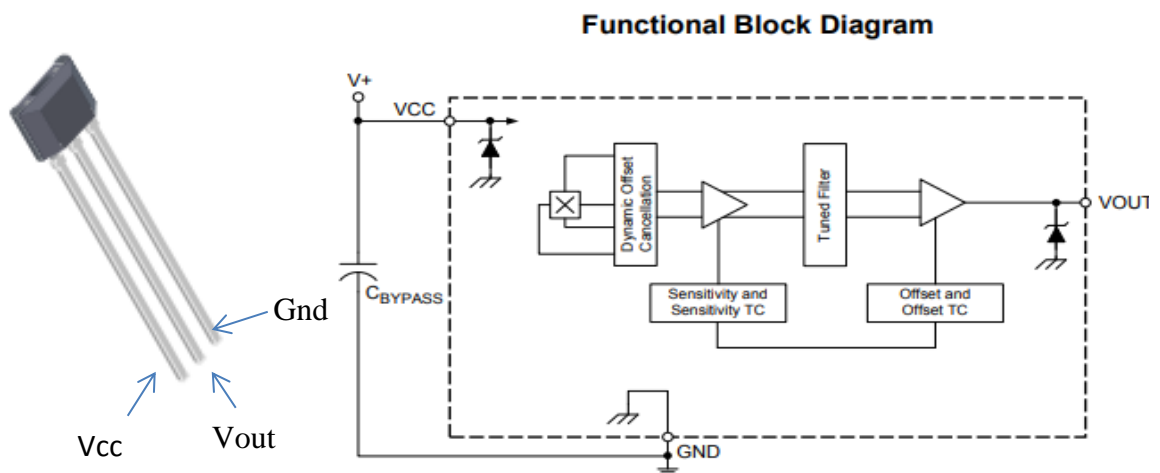 Functional Block Diagram
V+
VCC
Dynamic Offset
Cancellation
Tuned Filter
VOUT
CBYPASS
Sensitivity and
Sensitivity TC
Offset and
Offset TC
Gnd
Vcc
Vout
GND